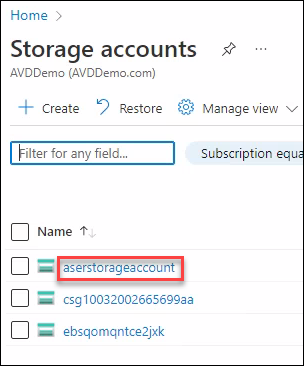 Home
Storage accounts
AVDDemo (AVDDemo.com)
Create Restore Manage view
Filter for any field... Subscription equa
Name
aserstorageaccount
csg10032002665699aa
ebsqomqntce2jxk